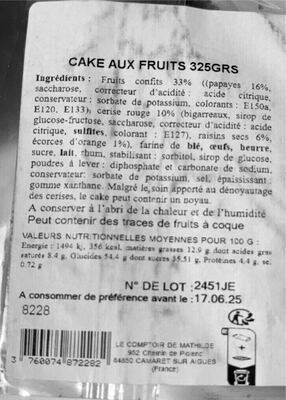 CAKE AUX FRUITS 325GRS
Ingrédients : Fruits confits 33% ((papayes 16%,
saccharose, correcteur d'acidité : acide citrique,
conservateur : sorbate de potassium, colorants : E150a,
E120, E133), cerise rouge 10% (bigarreaux, sirop de
glucose-fructose, saccharose, correcteur d'acidité : acide
citrique, sulfites, colorant : E127), raisins secs 6%,
écorces d'orange 1%), farine de blé, œufs, beurre,
sucre, lait, rhum, stabilisant : sorbitol, sirop de glucose,
poudres à lever : diphosphate et carbonate de sodium,
conservateur: sorbate de potassium, sel, épaississant :
gomme xanthane. Malgré le soin apporté au dénoyautage
des cerises, le cake peut contenir un noyau.
A conserver à l'abri de la chaleur et de l'humidité
Peut contenir des traces de fruits à coque
VALEURS NUTRITIONNELLES MOYENNES POUR 100 G :
Energie : 1494 kj, 356 kcal, matières grasses 12.9 g dont acides gras
saturés 8.4 g, Glucides 54.4 g dont sucres 35.51 g, Protéines 4.4 g, sel
0.72 g
N° DE LOT : 2451JE
A consommer de préférence avant le : 17.06.25
8228
LE COMPTOIR DE MATHILDE
952 Chemin de
84850 CAMARET SUR AIGUES
(France)
3 760074 872282